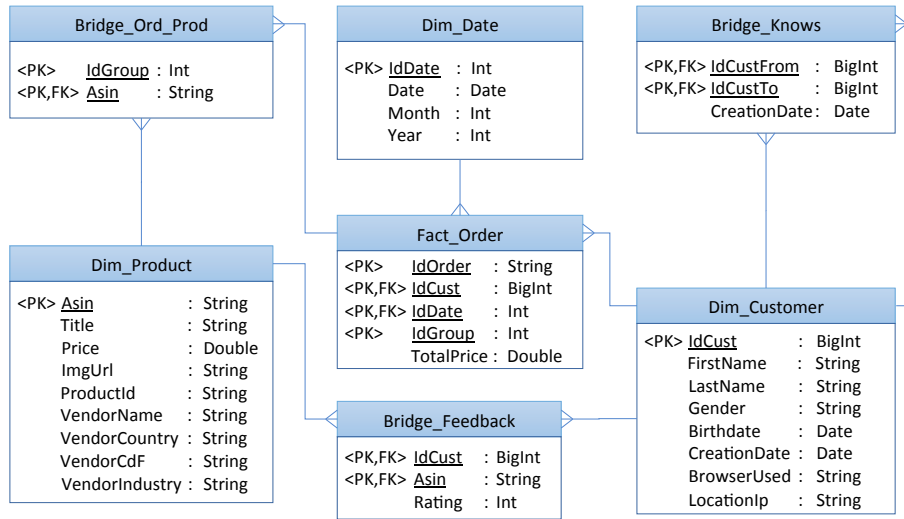 Bridge_Ord_Prod
<PK> IdGroup : Int
<PK,FK> Asin : String
Dim_Date
<PK> IdDate : Int
Date : Date
Month : Int
Year : Int
Bridge_Knows
<PK,FK> IdCustFrom : BigInt
<PK,FK> IdCustTo : BigInt
CreationDate : Date
Dim_Product
<PK> Asin : String
Title : String
Price : Double
ImgUrl : String
ProductId : String
VendorName : String
VendorCountry : String
VendorCdF : String
VendorIndustry : String
Fact_Order
<PK> IdOrder : String
<PK,FK> IdCust : BigInt
<PK,FK> IdDate : Int
<PK> IdGroup : Int
TotalPrice : Double
Dim_Customer
<PK> IdCust : BigInt
FirstName : String
LastName : String
Gender : String
Birthdate : Date
CreationDate : Date
BrowserUsed : String
LocationIp : String
Bridge_Feedback
<PK,FK> IdCust : BigInt
<PK,FK> Asin : String
Rating : Int